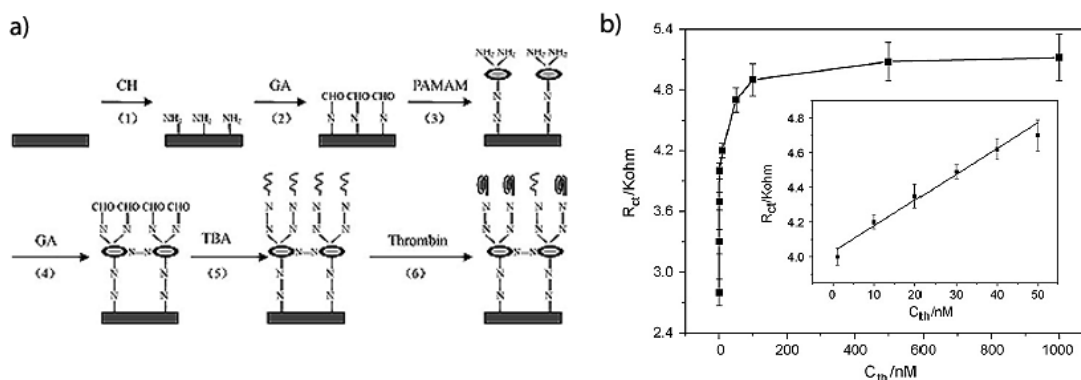 a)
CH
(1)
NH2 NH2 NH2
GA
(2)
CHO CHO CHO
N N N
PAMAM
(3)
NH2 NH2 NH2 NH2
N N
N N
GA
(4)
CHO CHO CHO CHO
N N N N
N—N
N N
N N
TBA
(5)
N N N N
N—N
N N
N N
Thrombin
(6)
N N N N
N—N
N N
N N
b)
Rct/Kohm
5.4
4.8
4.2
3.6
3.0
2.4
0 200 400 600 800 1000
Cth/nM
Rct/Kohm
4.6
4.4
4.2
4.0
0 10 20 30 40 50
Cth/nM